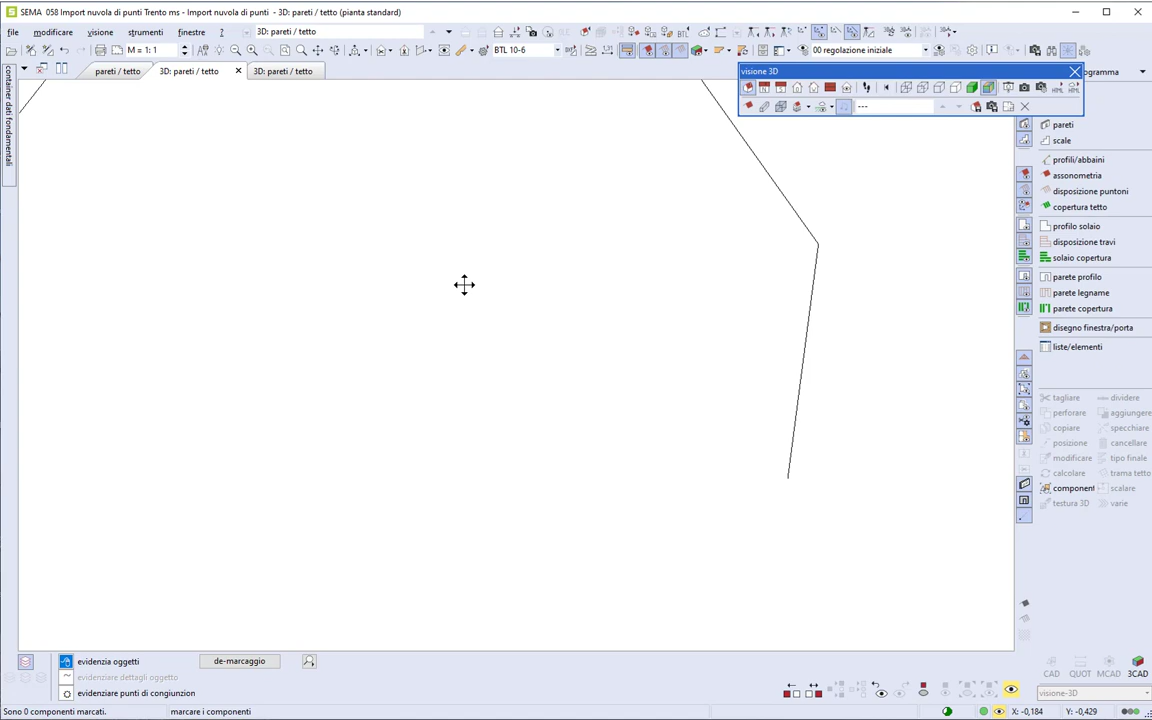 SEMA 058 Import nuvola di punti Trento ms - Import nuvola di punti - 3D: pareti / tetto (pianta standard)
file modificare visione strumenti finestre ? 3D: pareti / tetto
M = 1: 1 BTL 10-6 00 regolazione iniziale
pareti / tetto 3D: pareti / tetto 3D: pareti / tetto
visione 3D
ogramma
---
container dati fondamentali
pareti
scale
profili/abbaini
assonometria
disposizione puntoni
copertura tetto
profilo solaio
disposizione travi
solaio copertura
parete profilo
parete legname
parete copertura
disegno finestra/porta
liste/elementi
tagliare dividere
perforare aggiungere
copiare specchiare
posizione cancellare
modificare tipo finale
calcolare trama tetto
component scalare
testura 3D varie
evidenzia oggetti de-marcaggio
evidenziare dettagli oggetto
evidenziare punti di congiunzion
CAD QUOT MCAD 3CAD
visione-3D
Sono 0 componenti marcati. marcare i componenti X: -0,184 Y: -0,429